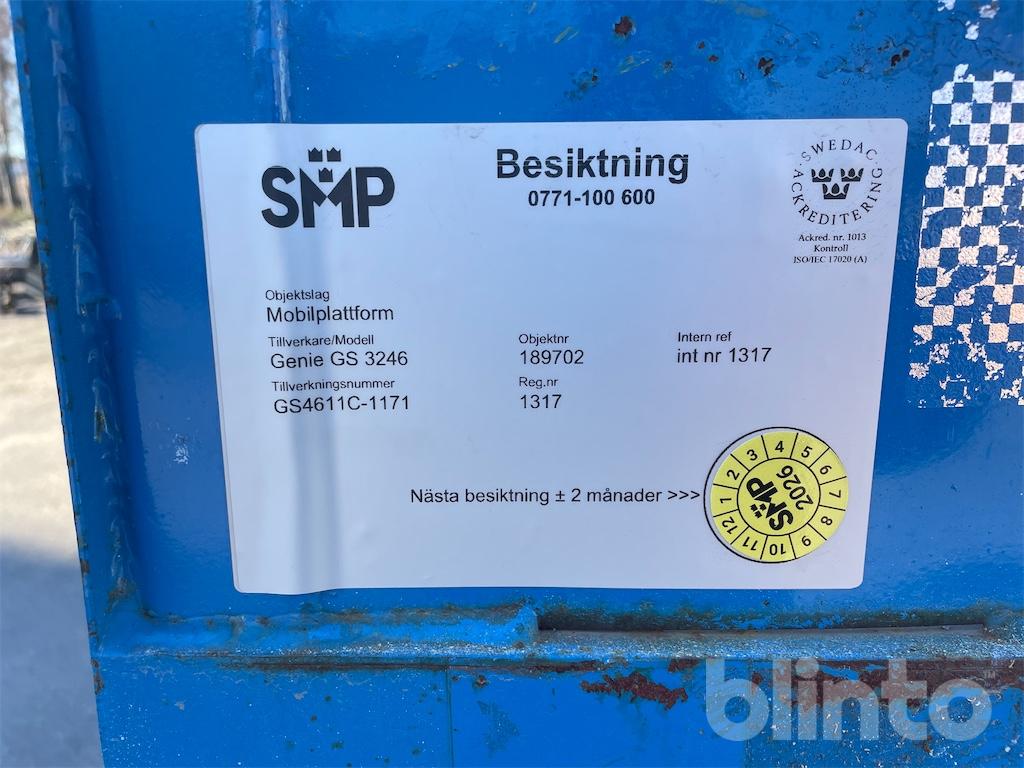 SMP
Besiktning
0771-100 600
SWEDAC
ACKREDITERING
Ackred. nr. 1013
Kontroll
ISO/IEC 17020 (A)
Objektslag
Mobilplattform
Tillverkare/Modell
Genie GS 3246
Objektnr
189702
Intern ref
int nr 1317
Tillverkningsnummer
GS4611C-1171
Reg.nr
1317
Nästa besiktning ± 2 månader >>>
1 2 3 4 5 6 7 8 9 10 11 12
SMP
2026
blinto